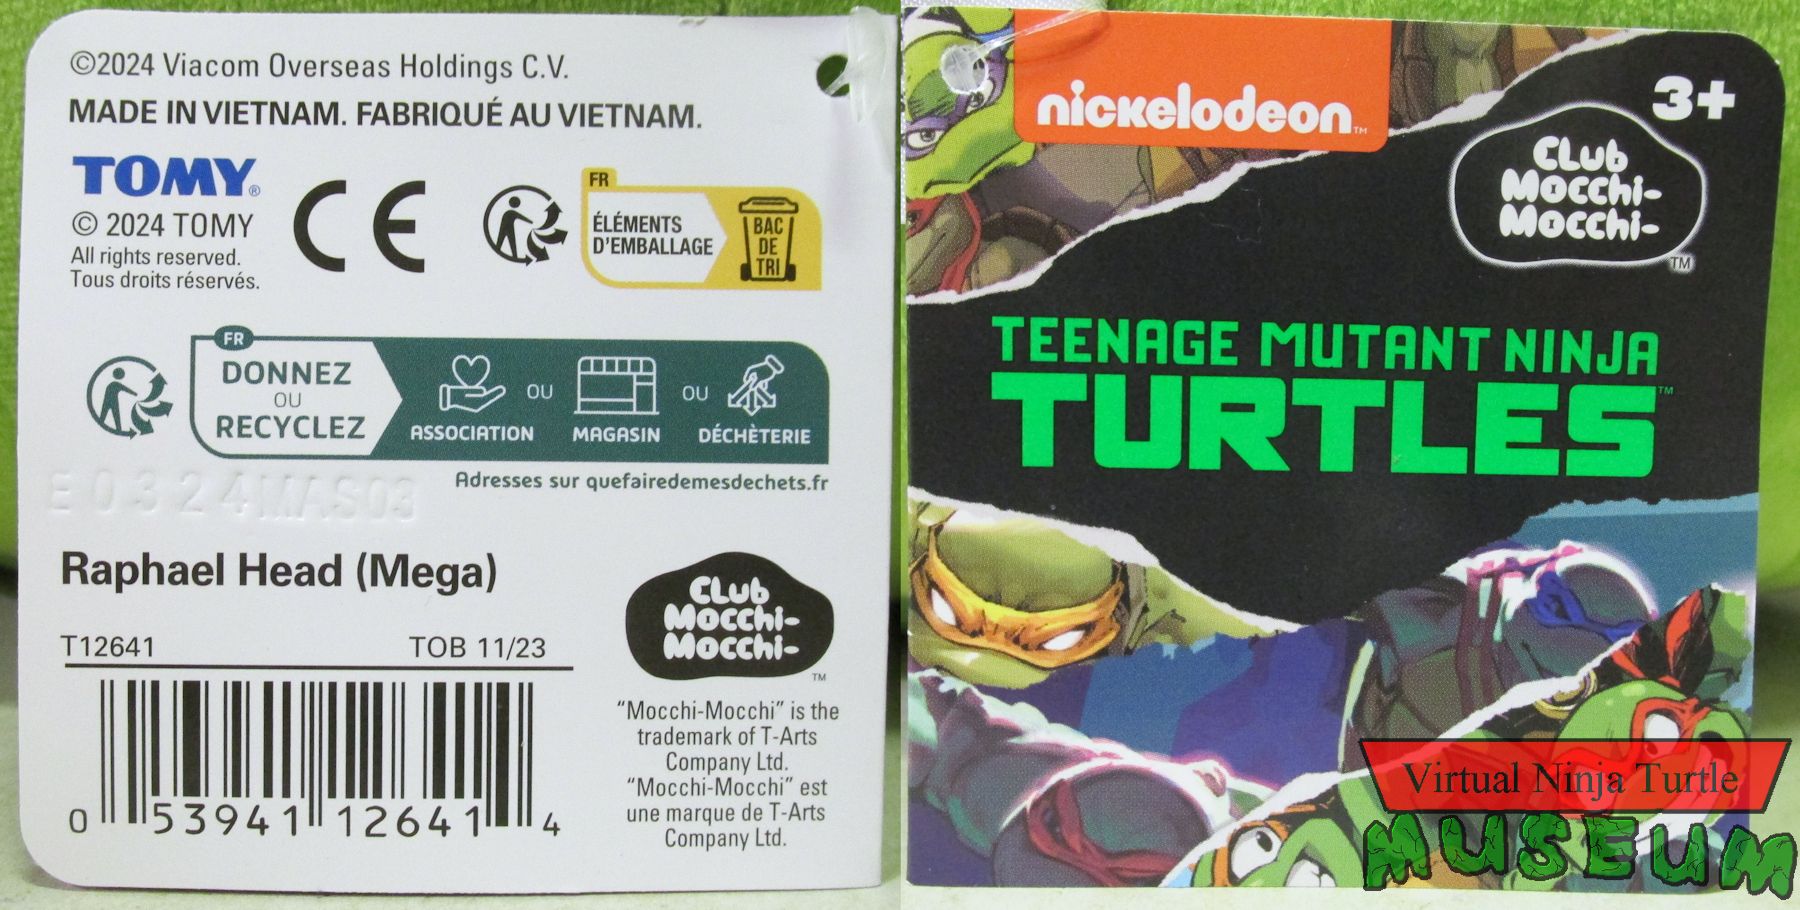 ©2024 Viacom Overseas Holdings C.V.
MADE IN VIETNAM. FABRIQUÉ AU VIETNAM.
TOMY®
© 2024 TOMY
All rights reserved.
Tous droits réservés.
CE
FR
ÉLÉMENTS
D'EMBALLAGE
BAC
DE
TRI
FR
DONNEZ
OU
RECYCLEZ
ASSOCIATION
OU
MAGASIN
OU
DÉCHÈTERIE
Adresses sur quefairedemesdechets.fr
E0324MAS03
Raphael Head (Mega)
T12641
TOB 11/23
0 53941 12641 4
CLub
Mocchi-
Mocchi-
TM
“Mocchi-Mocchi” is the
trademark of T-Arts
Company Ltd.
“Mocchi-Mocchi” est
une marque de T-Arts
Company Ltd.
nickelodeon™
3+
CLub
Mocchi-
Mocchi-
TM
TEENAGE MUTANT NINJA
TURTLES™
Virtual Ninja Turtle
MUSEUM